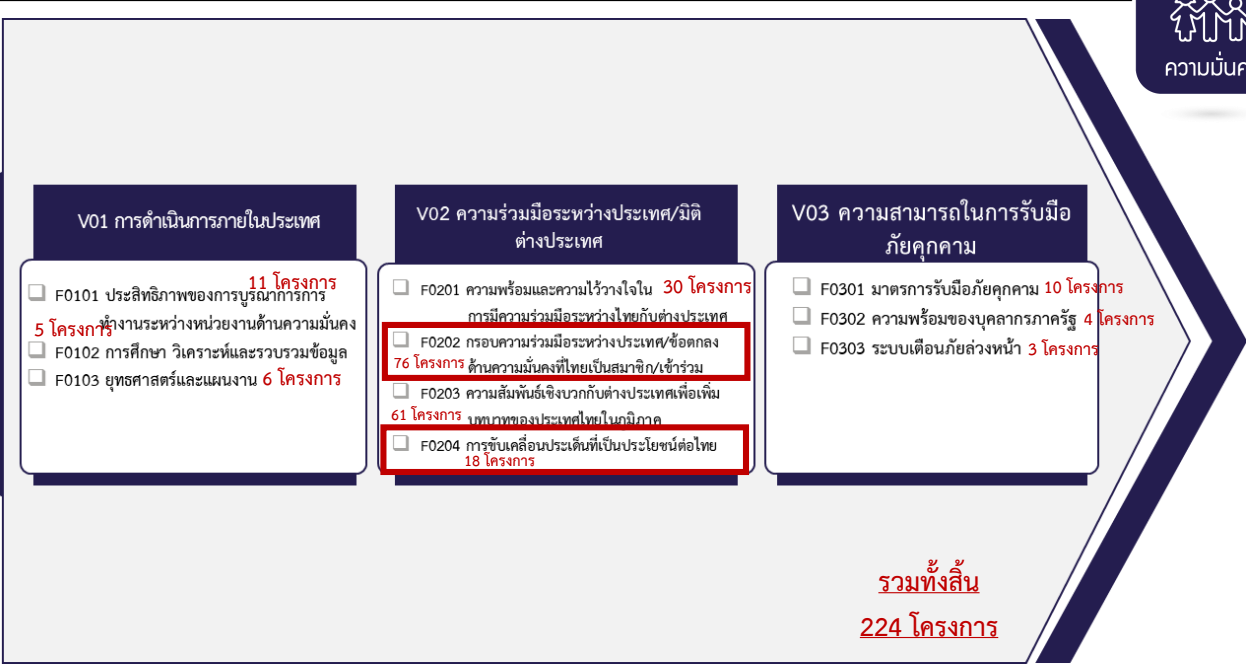 ความมั่นค
V01 การดำเนินการภายในประเทศ
11 โครงการ
F0101 ประสิทธิภาพของการบูรณาการการ
ทำงานระหว่างหน่วยงานด้านความมั่นคง
5 โครงการ
F0102 การศึกษา วิเคราะห์และรวบรวมข้อมูล
F0103 ยุทธศาสตร์และแผนงาน 6 โครงการ
V02 ความร่วมมือระหว่างประเทศ/มิติ
ต่างประเทศ
F0201 ความพร้อมและความไว้วางใจใน 30 โครงการ
การมีความร่วมมือระหว่างไทยกับต่างประเทศ
F0202 กรอบความร่วมมือระหว่างประเทศ/ข้อตกลง
76 โครงการ ด้านความมั่นคงที่ไทยเป็นสมาชิก/เข้าร่วม
F0203 ความสัมพันธ์เชิงบวกกับต่างประเทศเพื่อเพิ่ม
61 โครงการ บทบาทของประเทศไทยในภูมิภาค
F0204 การขับเคลื่อนประเด็นที่เป็นประโยชน์ต่อไทย
18 โครงการ
V03 ความสามารถในการรับมือ
ภัยคุกคาม
F0301 มาตรการรับมือภัยคุกคาม 10 โครงการ
F0302 ความพร้อมของบุคลากรภาครัฐ 4 โครงการ
F0303 ระบบเตือนภัยล่วงหน้า 3 โครงการ
รวมทั้งสิ้น
224 โครงการ